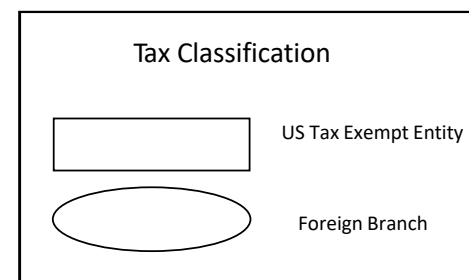 Tax Classification
US Tax Exempt Entity
Foreign Branch